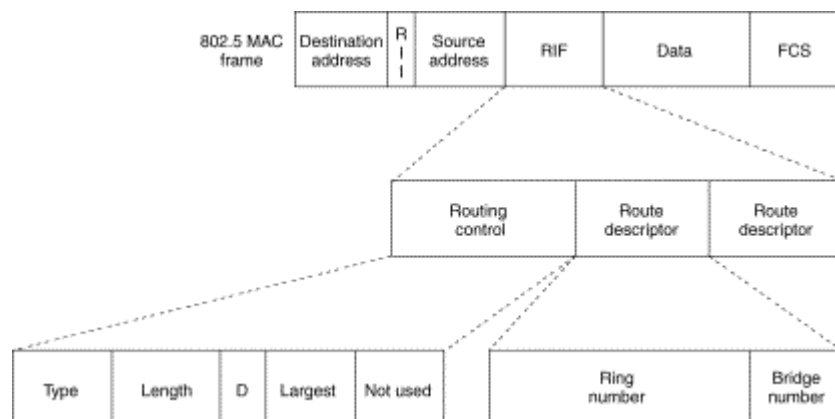 802.5 MAC
frame
Destination
address
R
I
I
Source
address
RIF
Data
FCS
Routing
control
Route
descriptor
Route
descriptor
Type
Length
D
Largest
Not used
Ring
number
Bridge
number